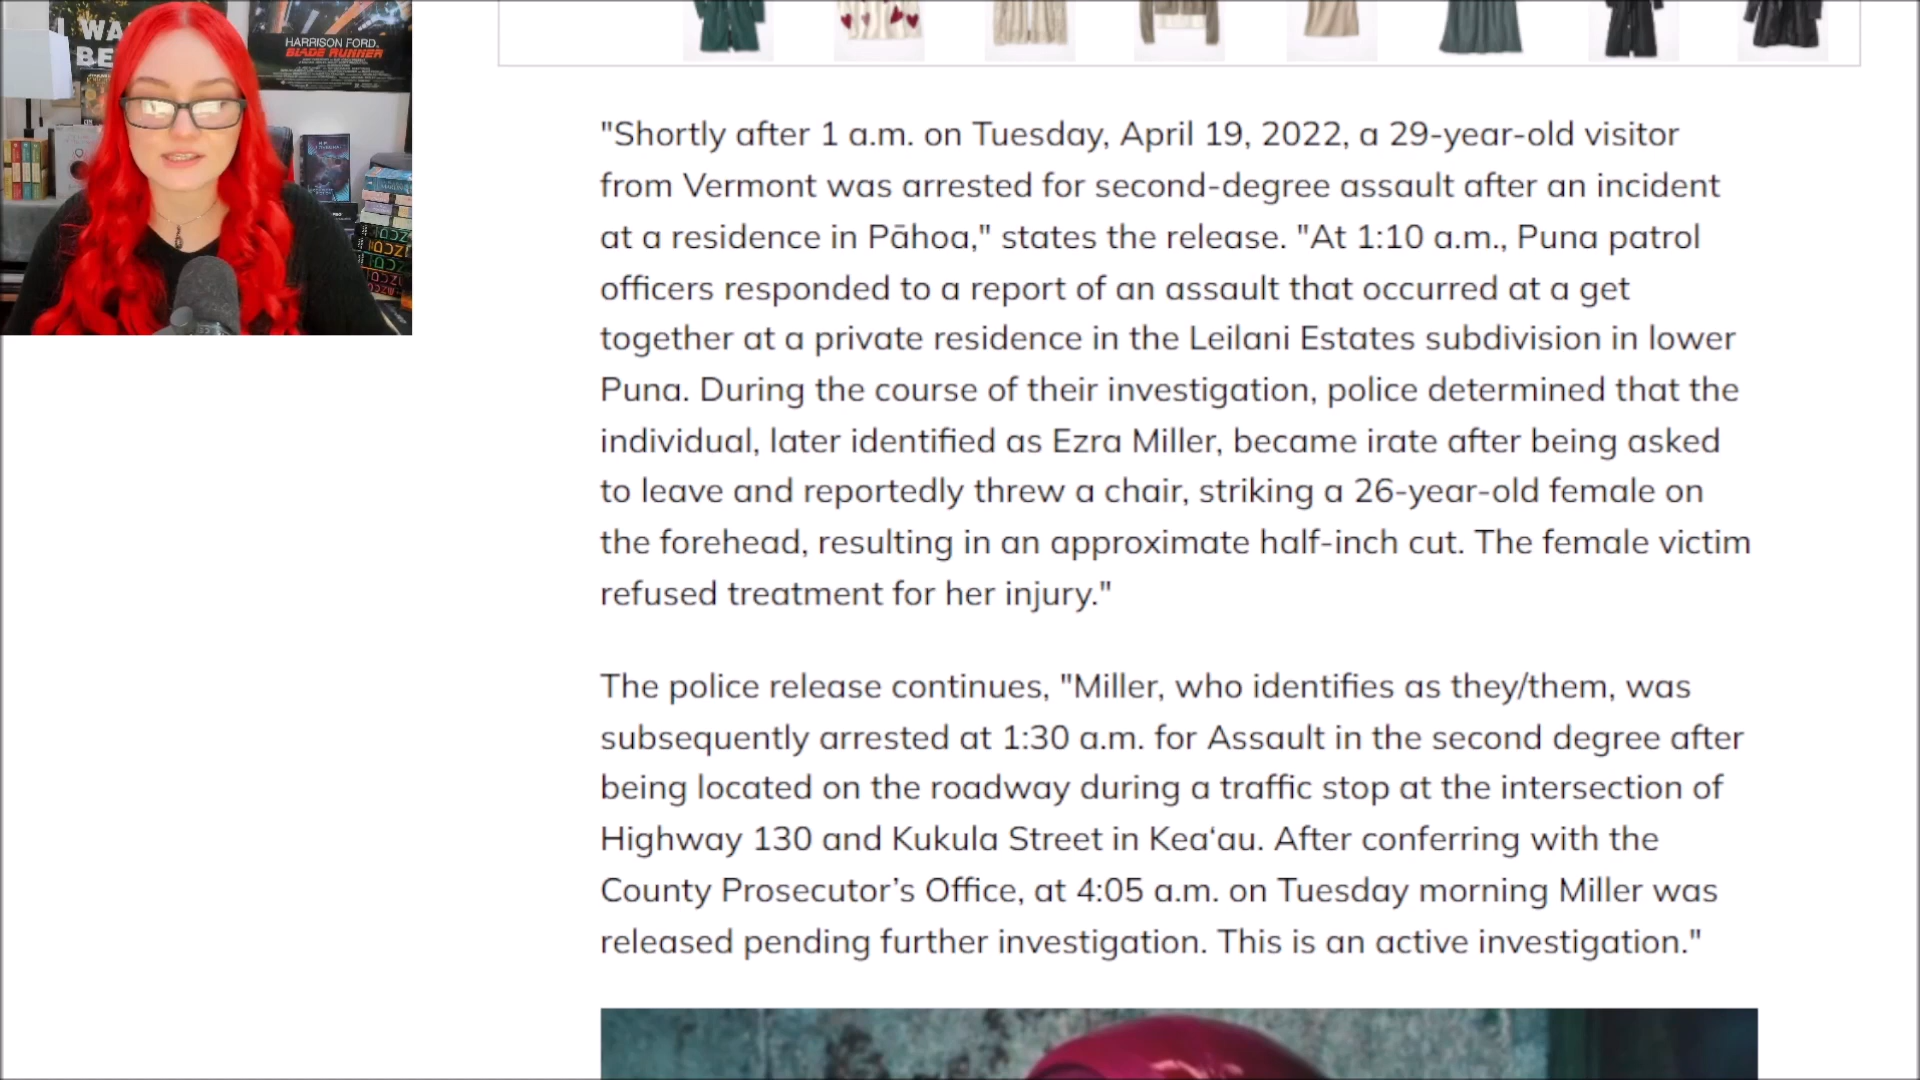 I WA
BE
HARRISON FORD.
BLADE RUNNER
"Shortly after 1 a.m. on Tuesday, April 19, 2022, a 29-year-old visitor
from Vermont was arrested for second-degree assault after an incident
at a residence in Pāhoa," states the release. "At 1:10 a.m., Puna patrol
officers responded to a report of an assault that occurred at a get
together at a private residence in the Leilani Estates subdivision in lower
Puna. During the course of their investigation, police determined that the
individual, later identified as Ezra Miller, became irate after being asked
to leave and reportedly threw a chair, striking a 26-year-old female on
the forehead, resulting in an approximate half-inch cut. The female victim
refused treatment for her injury."
The police release continues, "Miller, who identifies as they/them, was
subsequently arrested at 1:30 a.m. for Assault in the second degree after
being located on the roadway during a traffic stop at the intersection of
Highway 130 and Kukula Street in Keaʻau. After conferring with the
County Prosecutor’s Office, at 4:05 a.m. on Tuesday morning Miller was
released pending further investigation. This is an active investigation."